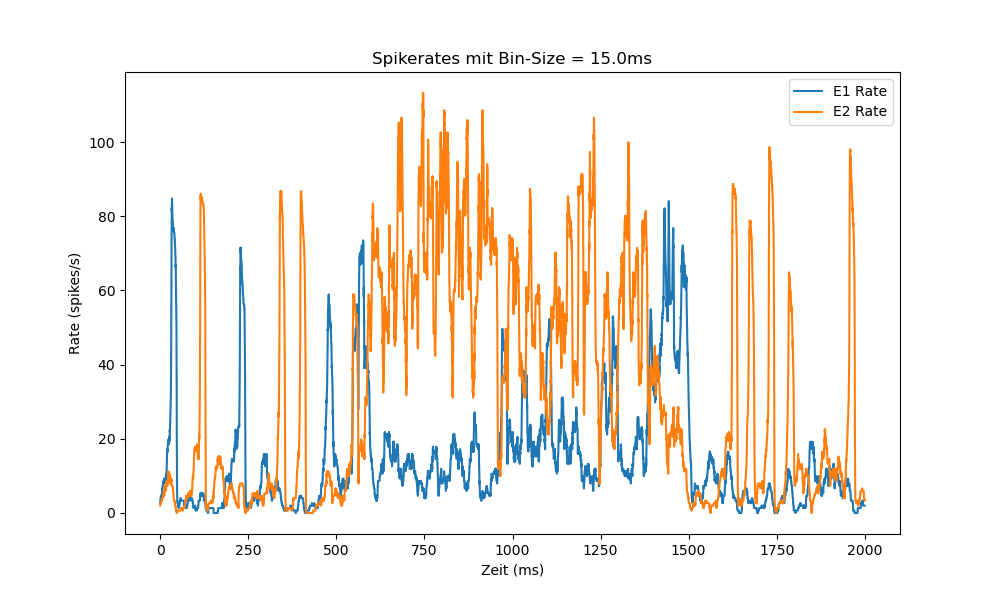 Spikerates mit Bin-Size = 15.0ms
E1 Rate
E2 Rate
Rate (spikes/s)
100
80
60
40
20
0
0 250 500 750 1000 1250 1500 1750 2000
Zeit (ms)